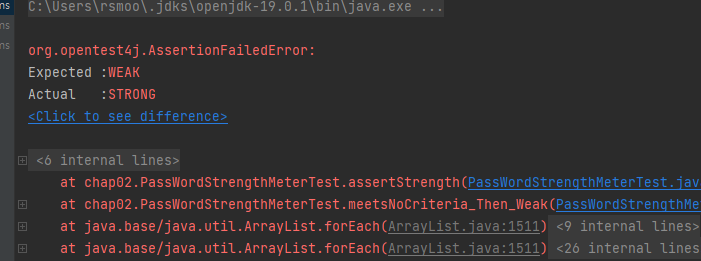 ms
C:\Users\rsmoo\.jdks\openjdk-19.0.1\bin\java.exe ...
ms
ms
org.opentest4j.AssertionFailedError:
Expected :WEAK
Actual   :STRONG
<Click to see difference>
<6 internal lines>
at chap02.PassWordStrengthMeterTest.assertStrength(PassWordStrengthMeterTest.jav
at chap02.PassWordStrengthMeterTest.meetsNoCriteria_Then_Weak(PassWordStrengthMe
at java.base/java.util.ArrayList.forEach(ArrayList.java:1511) <9 internal lines>
at java.base/java.util.ArrayList.forEach(ArrayList.java:1511) <26 internal lines